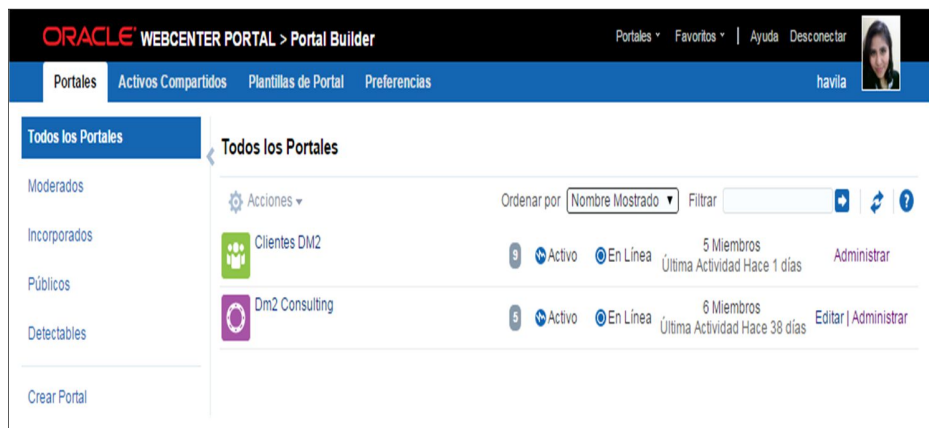 ORACLE WEBCENTER PORTAL > Portal Builder
Portales Favoritos | Ayuda Desconectar
Portales Activos Compartidos Plantillas de Portal Preferencias havila
Todos los Portales
Moderados
Incorporados
Públicos
Detectables
Crear Portal
Todos los Portales
Acciones Ordenar por Nombre Mostrado Filtrar ?
Clientes DM2 9 Activo En Línea 5 Miembros Administrar
Última Actividad Hace 1 días
Dm2 Consulting 5 Activo En Línea 6 Miembros Editar | Administrar
Última Actividad Hace 38 días